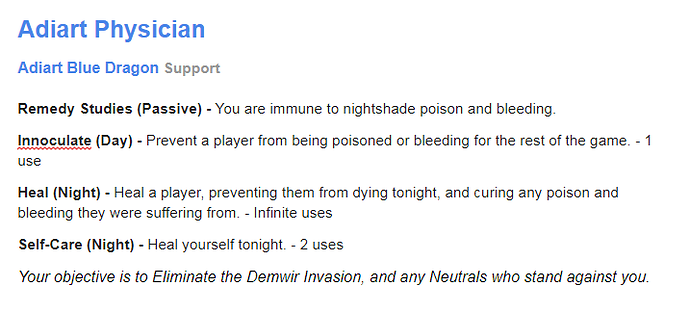 Adiart Physician
Adiart Blue Dragon Support
Remedy Studies (Passive) - You are immune to nightshade poison and bleeding.
Innoculate (Day) - Prevent a player from being poisoned or bleeding for the rest of the game. - 1
use
Heal (Night) - Heal a player, preventing them from dying tonight, and curing any poison and
bleeding they were suffering from. - Infinite uses
Self-Care (Night) - Heal yourself tonight. - 2 uses
Your objective is to Eliminate the Demwir Invasion, and any Neutrals who stand against you.